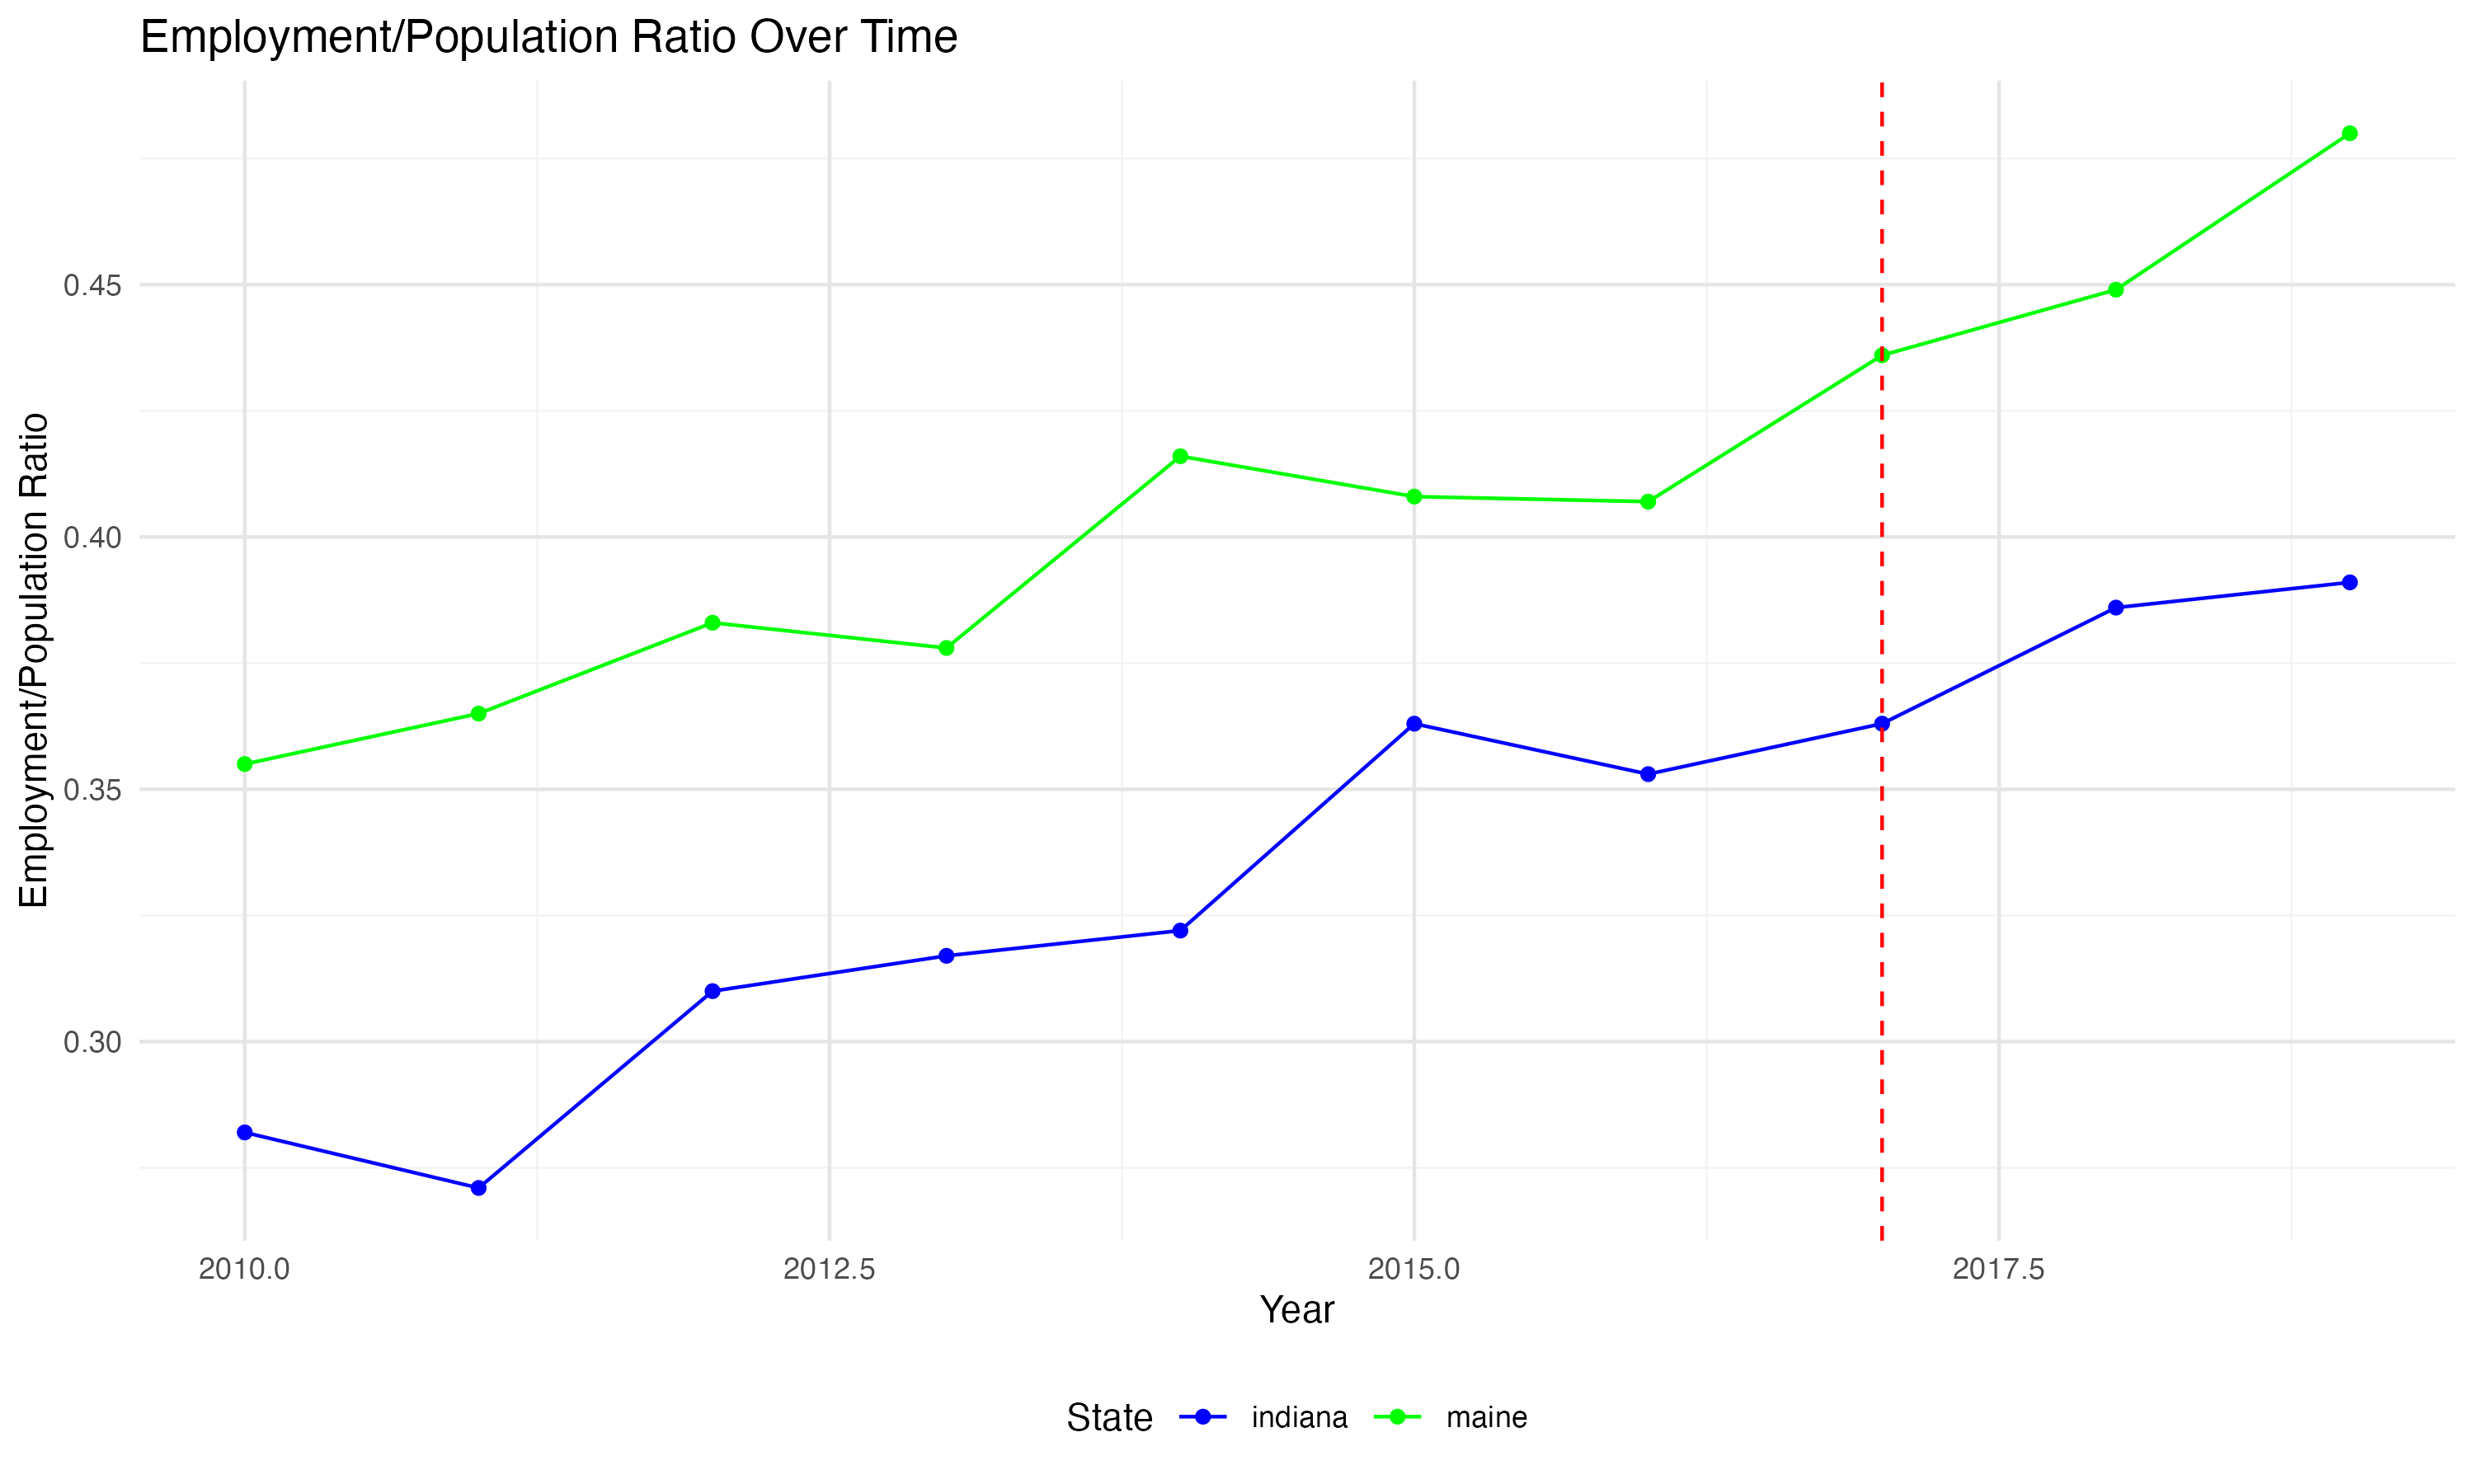 Employment/Population Ratio Over Time
Employment/Population Ratio
0.45
0.40
0.35
0.30
2010.0 2012.5 2015.0 2017.5
Year
State indiana maine